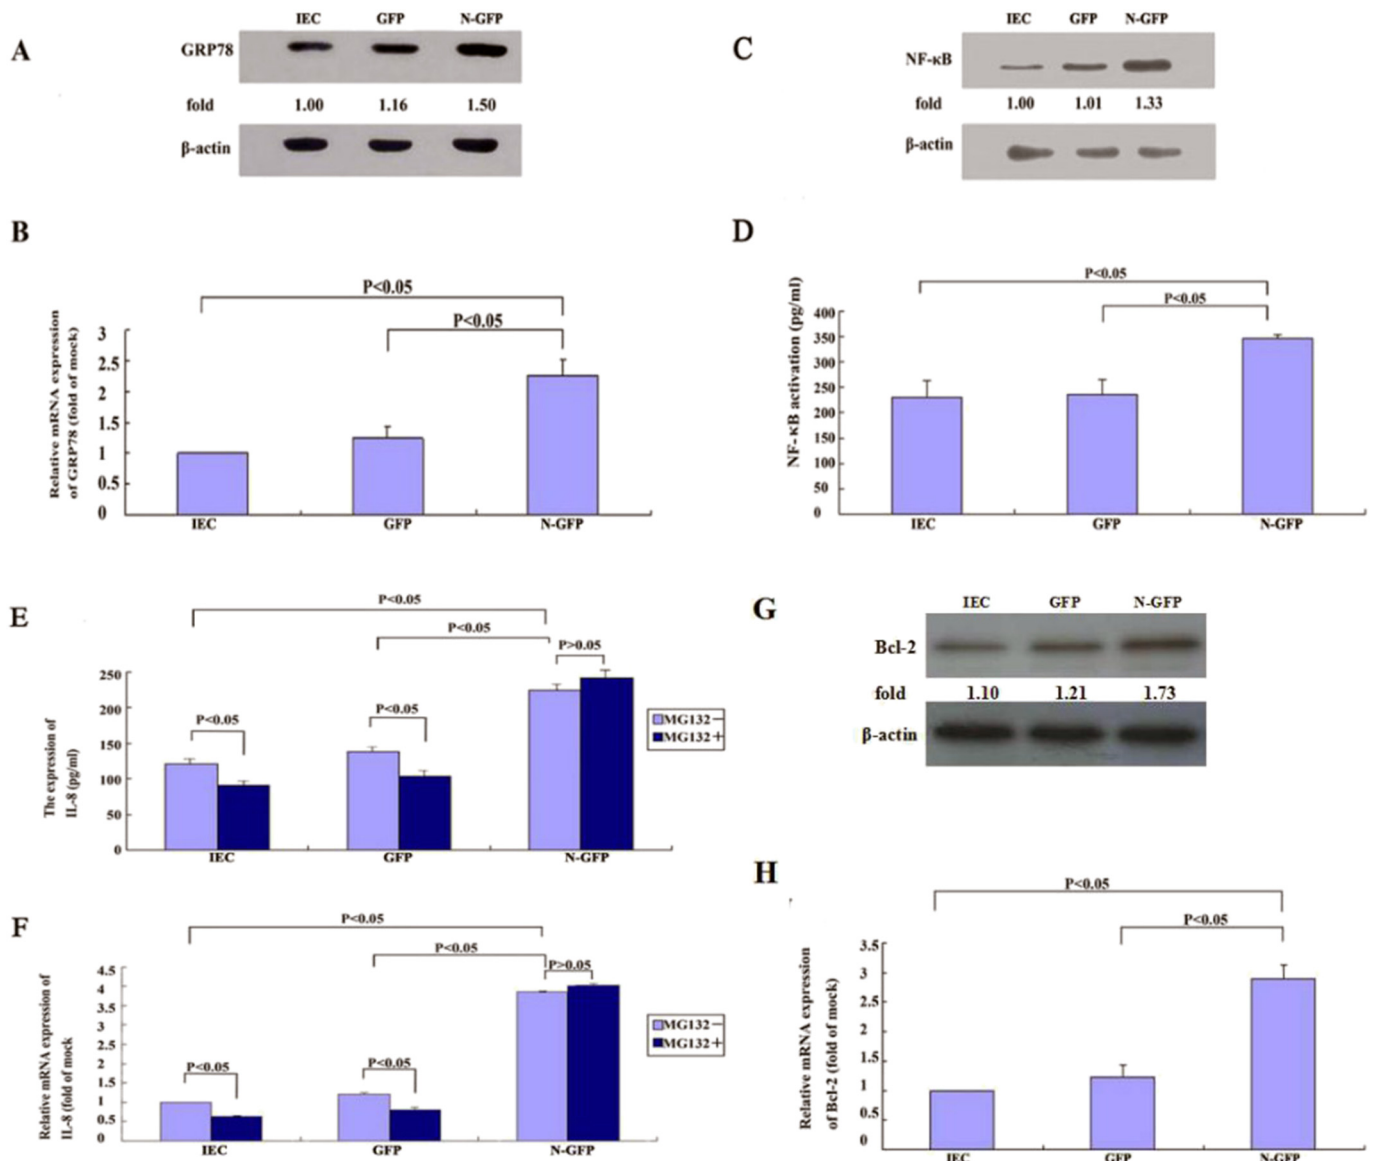 A
IEC GFP N-GFP
GRP78
fold 1.00 1.16 1.50
β-actin
C
IEC GFP N-GFP
NF-κB
fold 1.00 1.01 1.33
β-actin
B
P<0.05
P<0.05
Relative mRNA expression
of GRP78 (fold of mock)
3
2.5
2
1.5
1
0.5
0
IEC GFP N-GFP
D
P<0.05
P<0.05
NF-κB activation (pg/ml)
400
350
300
250
200
150
100
50
0
IEC GFP N-GFP
E
P<0.05
P<0.05
P>0.05
P<0.05
P<0.05
The expression of
IL-8 (pg/ml)
250
200
150
100
50
0
IEC GFP N-GFP
MG132−
MG132+
F
P<0.05
P<0.05
P>0.05
P<0.05
P<0.05
Relative mRNA expression of
IL-8 (fold of mock
4.5
4
3.5
3
2.5
2
1.5
1
0.5
0
IEC GFP N-GFP
MG132−
MG132+
G
IEC GFP N-GFP
Bcl-2
fold 1.10 1.21 1.73
β-actin
H
P<0.05
P<0.05
Relative mRNA expression
of Bcl-2 (fold of mock)
3.5
3
2.5
2
1.5
1
0.5
0
IEC GFP N-GFP